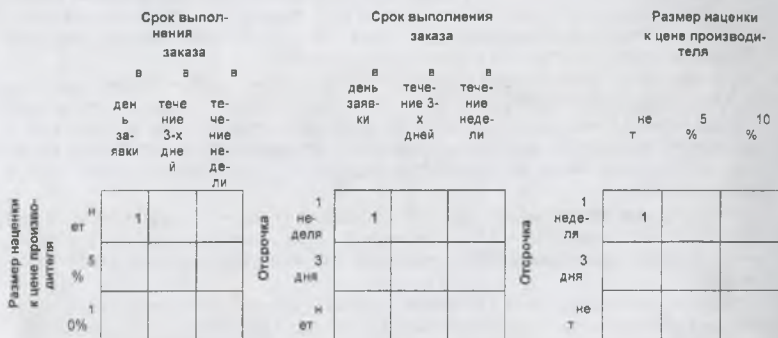 Срок выпол-
нения
заказа
в в в
ден тече те-
ь ние че-
за- 3-х ние
явки дне не-
й де-
ли
Размер наценки
к цене произво-
дителя
н
ет 1
5
%
1
0%
Срок выполнения
заказа
в в в
день тече- тече-
заяв- ние 3- ние
ки х неде-
дней ли
Отсрочка
1
не-
деля 1
3
дня
н
ет
Размер наценки
к цене производи-
теля
не 5 10
т % %
Отсрочка
1
неде-
ля 1
3
дня
не
т